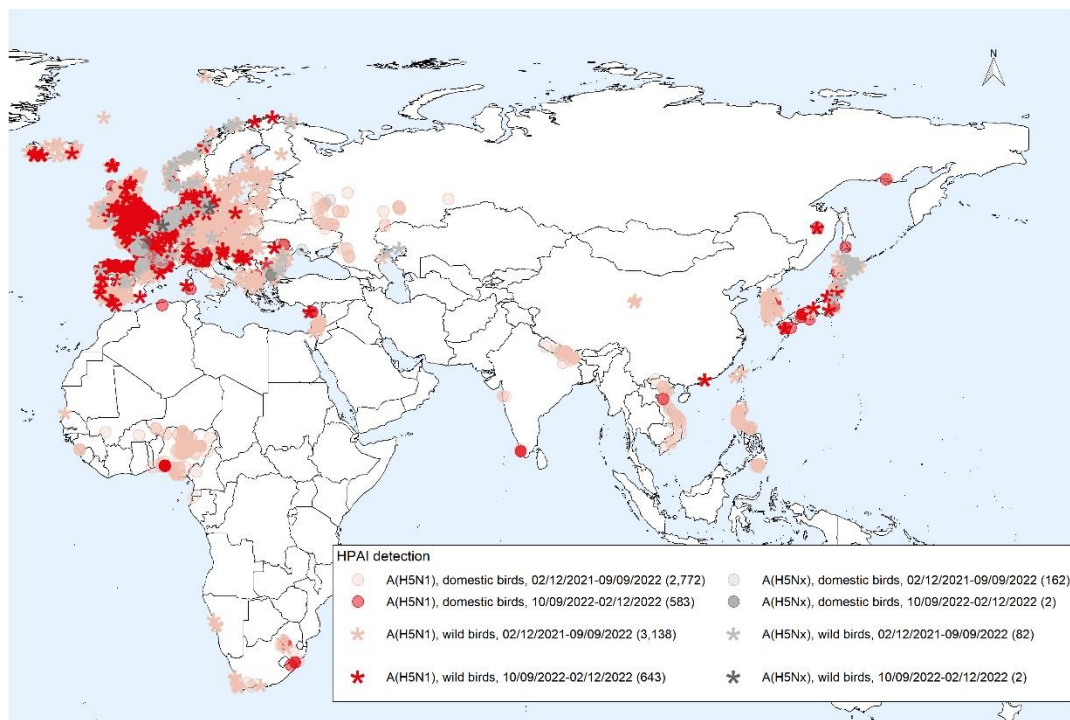 N
HPAI detection
A(H5N1), domestic birds, 02/12/2021-09/09/2022 (2,772)
A(H5N1), domestic birds, 10/09/2022-02/12/2022 (583)
A(H5N1), wild birds, 02/12/2021-09/09/2022 (3,138)
A(H5N1), wild birds, 10/09/2022-02/12/2022 (643)
A(H5Nx), domestic birds, 02/12/2021-09/09/2022 (162)
A(H5Nx), domestic birds, 10/09/2022-02/12/2022 (2)
A(H5Nx), wild birds, 02/12/2021-09/09/2022 (82)
A(H5Nx), wild birds, 10/09/2022-02/12/2022 (2)